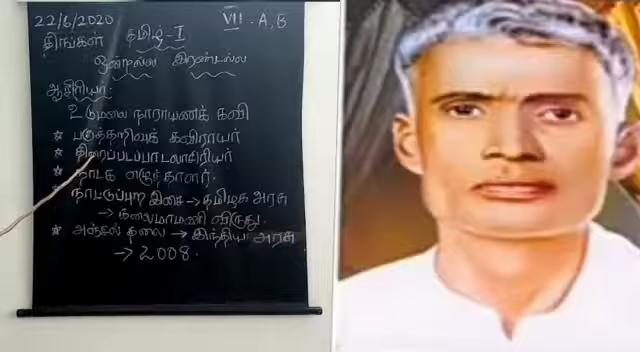 22/6/2020 VII - A, B
திங்கள் தமிழ்-I
ஒன்றல்ல இரண்டல்ல
ஆசிரியர்:
உடுமலை நாராயணக் கவி
☆ பகுத்தறிவுக் கவிராயர்
☆ திரைப்படப்பாடலாசிரியர்
☆ நாடக எழுத்தாளர்.
நாட்டுப்புற இசை → தமிழக அரசு
→ கலைமாமணி விருது.
☆ அஞ்சல் தலை → இந்திய அரசு
→ 2008.